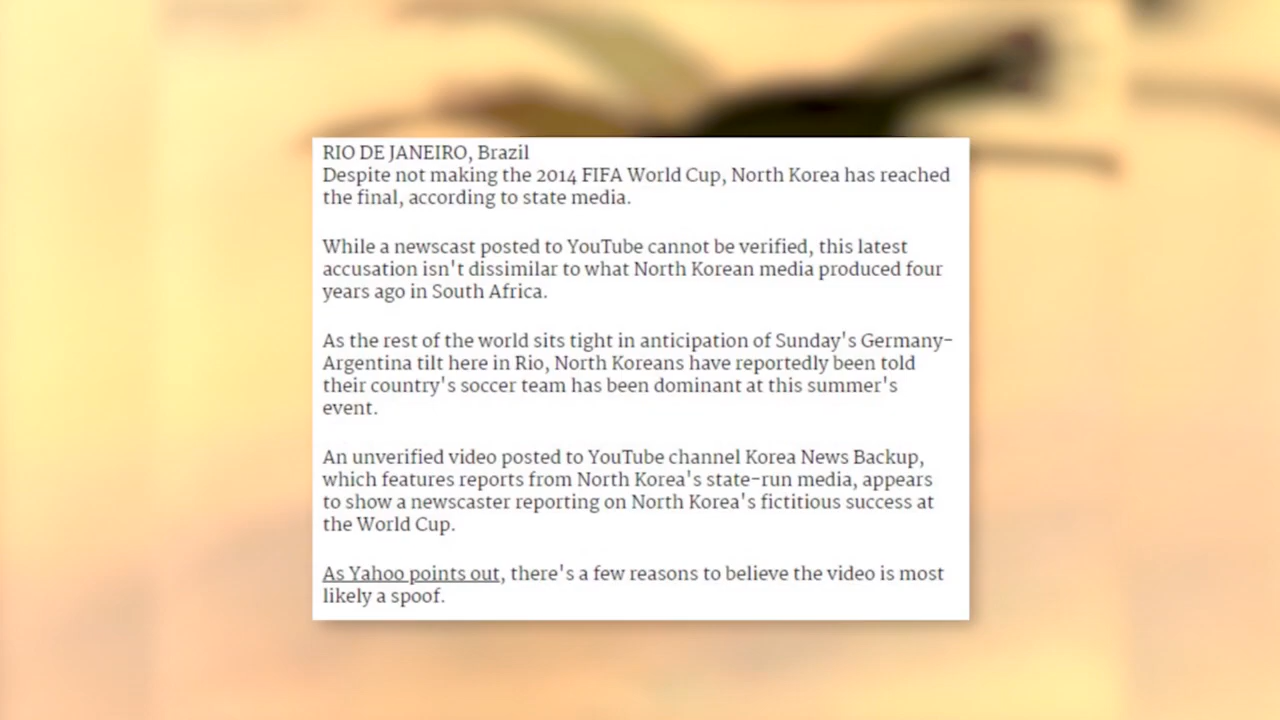 RIO DE JANEIRO, Brazil
Despite not making the 2014 FIFA World Cup, North Korea has reached
the final, according to state media.
While a newscast posted to YouTube cannot be verified, this latest
accusation isn't dissimilar to what North Korean media produced four
years ago in South Africa.
As the rest of the world sits tight in anticipation of Sunday's Germany-
Argentina tilt here in Rio, North Koreans have reportedly been told
their country's soccer team has been dominant at this summer's
event.
An unverified video posted to YouTube channel Korea News Backup,
which features reports from North Korea's state-run media, appears
to show a newscaster reporting on North Korea's fictitious success at
the World Cup.
As Yahoo points out, there's a few reasons to believe the video is most
likely a spoof.